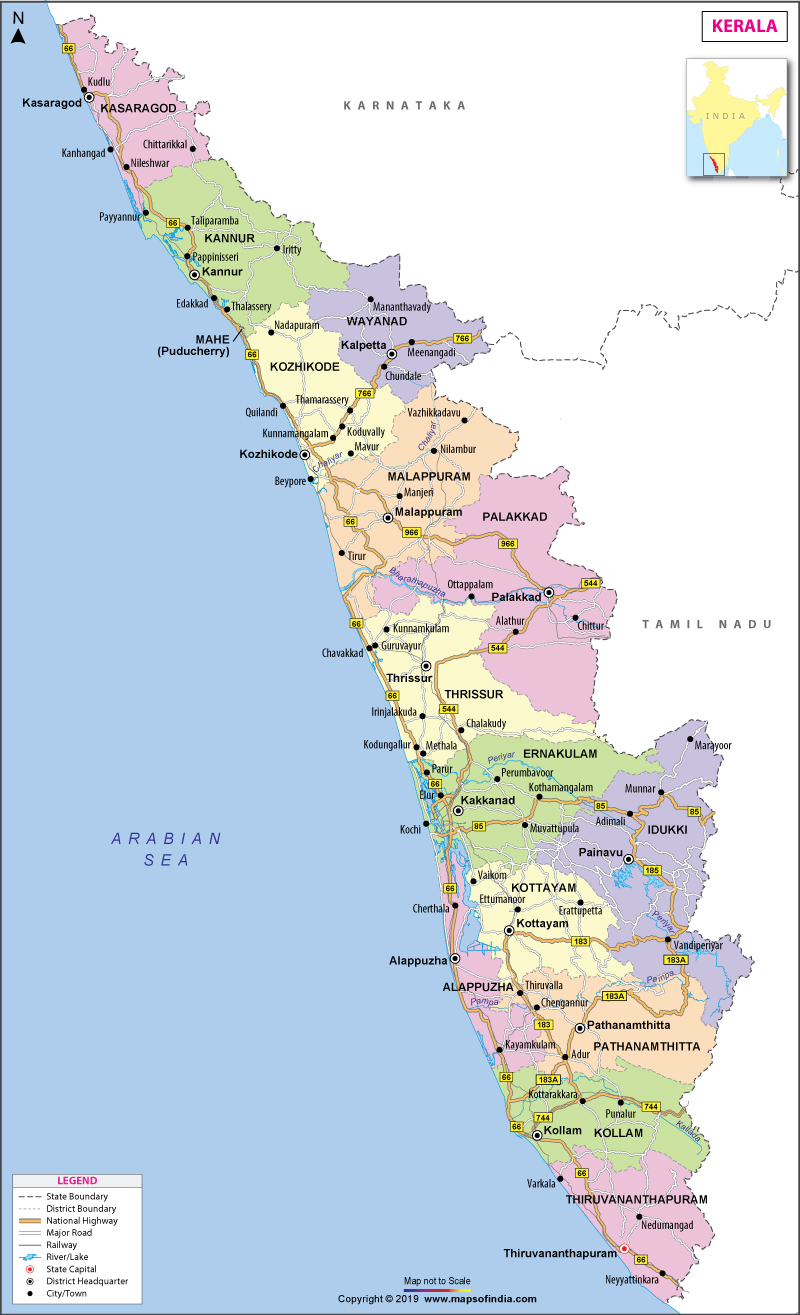 N
KERALA
INDIA
KARNATAKA
TAMIL NADU
ARABIAN
SEA
66
Kudlu
Kasaragod
KASARAGOD
Kanhangad
Chittarikkal
Nileshwar
Payyannur
66
Taliparamba
KANNUR
Iritty
Pappinisseri
Kannur
Edakkad
Thalassery
MAHE
(Puducherry)
66
Mananthavady
WAYANAD
Kalpetta
Meenangadi
766
Chundale
Nadapuram
KOZHIKODE
766
Thamarassery
Quilandi
Koduvally
Kunnamangalam
Mavur
Kozhikode
Chaliyar
Beypore
Vazhikkadavu
Chaliyar
Nilambur
MALAPPURAM
Manjeri
Malappuram
66
966
Tirur
PALAKKAD
966
Bharathapuzha
Ottappalam
544
Palakkad
Alathur
Chittur
544
66
Kunnamkulam
Guruvayur
Chavakkad
Thrissur
THRISSUR
66
544
Irinjalakuda
Chalakudy
Kodungallur
Methala
ERNAKULAM
Periyar
Parur
Perumbavoor
66
Kothamangalam
Elur
Kakkanad
85
Kochi
85
Muvattupula
Marayoor
Munnar
85
Adimali
IDUKKI
Painavu
185
Periyar
Vandiperiyar
183A
Vaikom
KOTTAYAM
66
Ettumanoor
Erattupetta
Cherthala
Kottayam
183
Alappuzha
ALAPPUZHA
Thiruvalla
Pampa
Pampa
183A
Chengannur
183
Pathanamthitta
PATHANAMTHITTA
Kayamkulam
Adur
66
183A
Kottarakkara
744
Punalur
744
66
Kollam
KOLLAM
Kallada
66
Varkala
THIRUVANANTHAPURAM
Nedumangad
Thiruvananthapuram
66
Neyyattinkara
LEGEND
State Boundary
District Boundary
National Highway
Major Road
Railway
River/Lake
State Capital
District Headquarter
City/Town
Map not to Scale
Copyright © 2019 www.mapsofindia.com